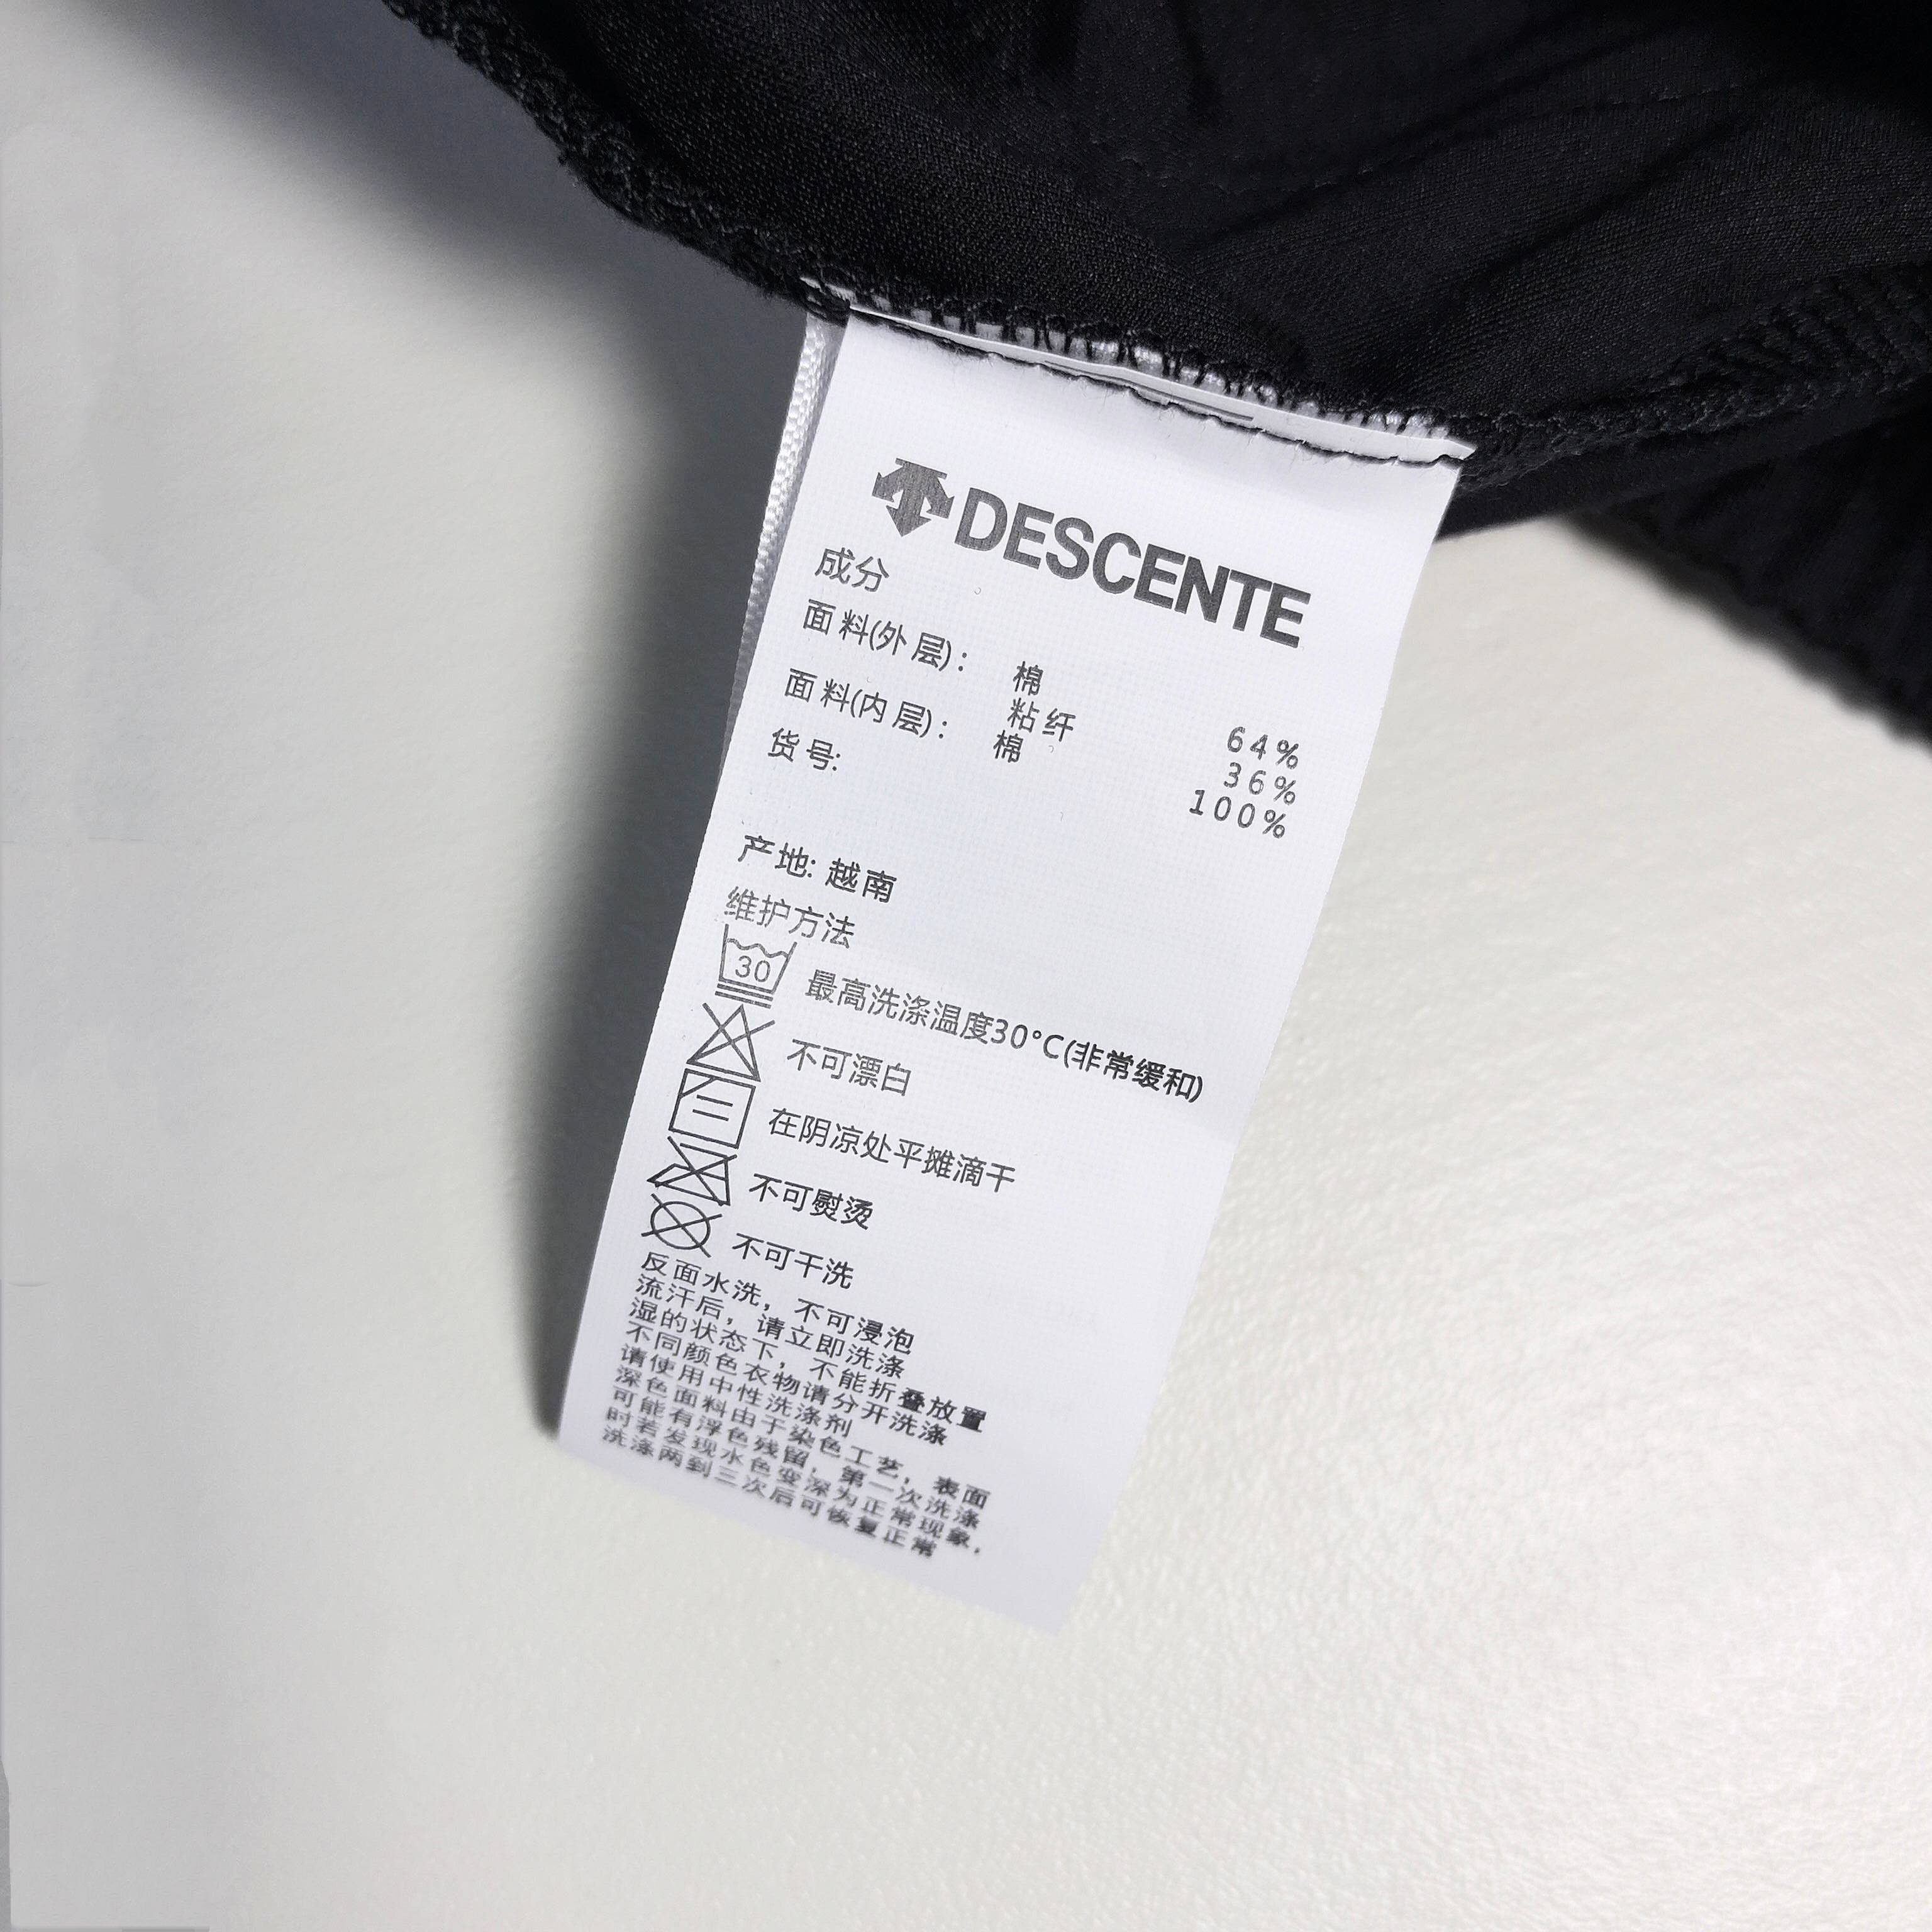 DESCENTE
成分
面料(外层): 棉 64%
粘纤 36%
面料(内层): 棉 100%
货号:
产地: 越南
维护方法
30 最高洗涤温度30°C(非常缓和)
不可漂白
在阴凉处平摊滴干
不可熨烫
不可干洗
反面水洗，不可浸泡
流汗后，请立即洗涤
湿的状态下，不能折叠放置
不同颜色衣物请分开洗涤
请使用中性洗涤剂
深色面料由于染色工艺，表面
可能有浮色残留，第一次洗涤
时若发现水色变深为正常现象，
洗涤两到三次后可恢复正常